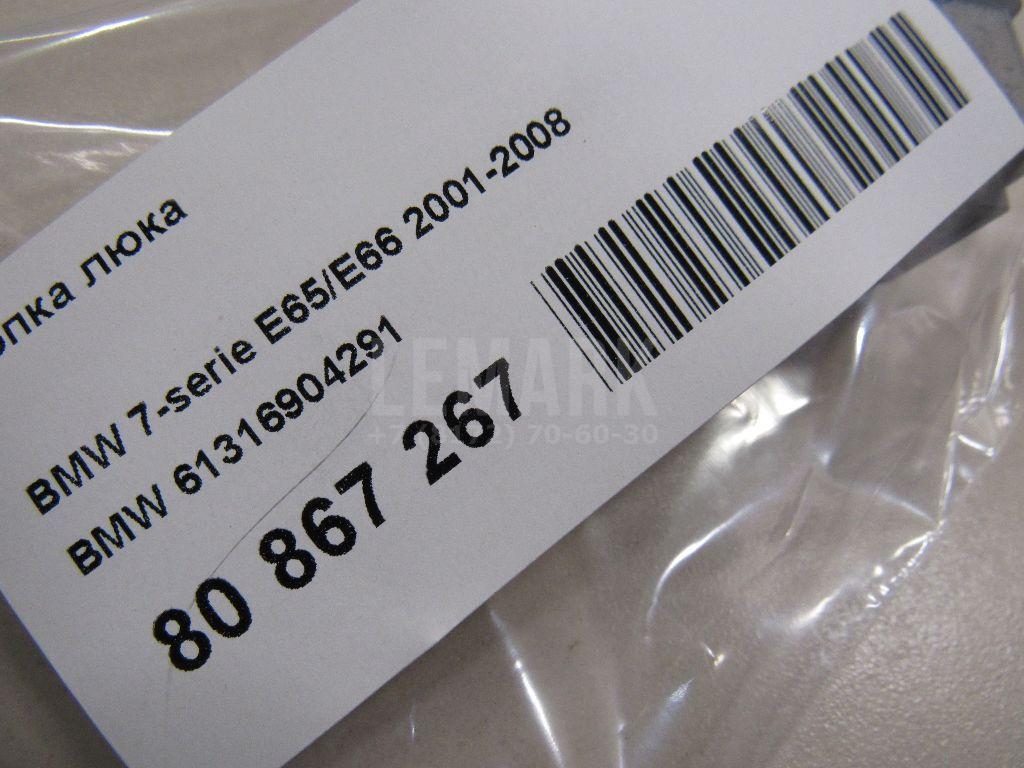 люка
BMW 7-serie E65/E66 2001-2008
BMW 61316904291
80 867 267
LEMARK
70-60-30